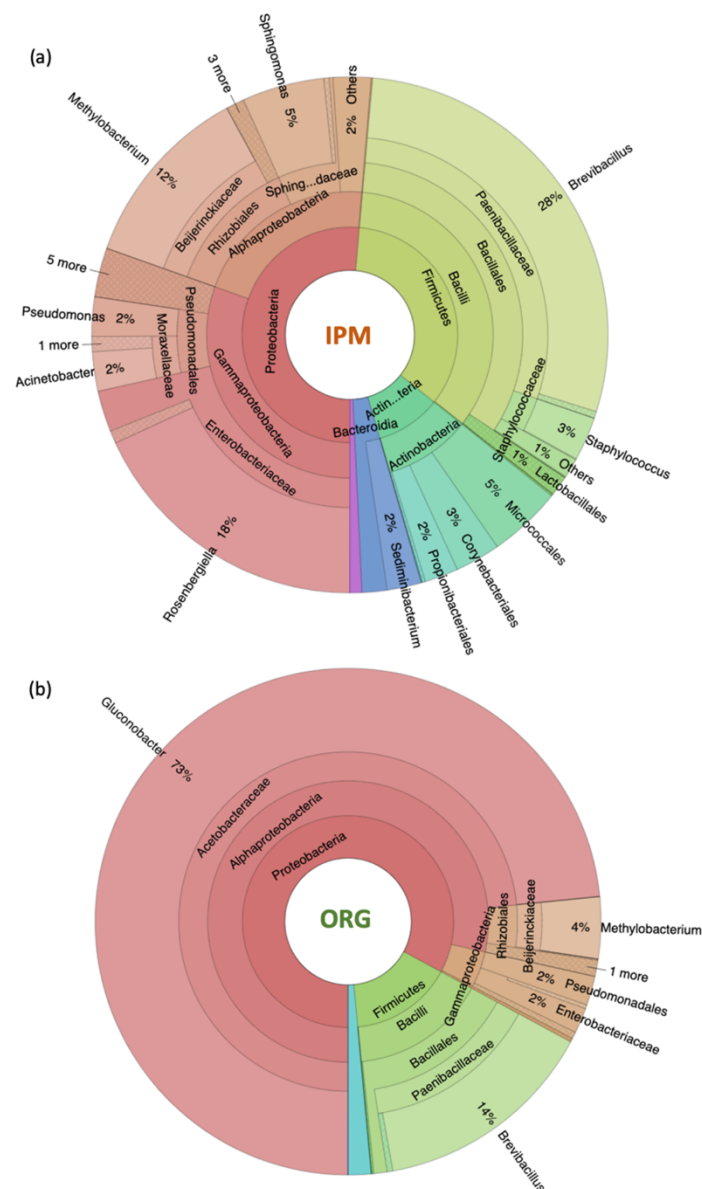 (a)
IPM
Proteobacteria
Alphaproteobacteria
Rhizobiales
Beijerinckiaceae
Methylobacterium
12%
3 more
Sphingomonas
5%
Sphing...daceae
Others
2%
Firmicutes
Bacilli
Bacillales
Paenibacillaceae
Brevibacillus
28%
Staphylococcaceae
3%
Staphylococcus
1%
Others
1%
Lactobacillales
Actin...teria
Actinobacteria
5%
Micrococcales
3%
Corynebacteriales
2%
Propionibacteriales
Bacteroidia
2%
Sediminibacterium
Gammaproteobacteria
Enterobacteriaceae
Rosenbergiella
18%
Pseudomonadales
Moraxellaceae
5 more
Pseudomonas
2%
1 more
Acinetobacter
2%
(b)
ORG
Proteobacteria
Alphaproteobacteria
Acetobacteraceae
Gluconobacter
73%
Rhizobiales
Beijerinckiaceae
4%
Methylobacterium
1 more
Gammaproteobacteria
2%
Pseudomonadales
2%
Enterobacteriaceae
Firmicutes
Bacilli
Bacillales
Paenibacillaceae
14%
Brevibacillus